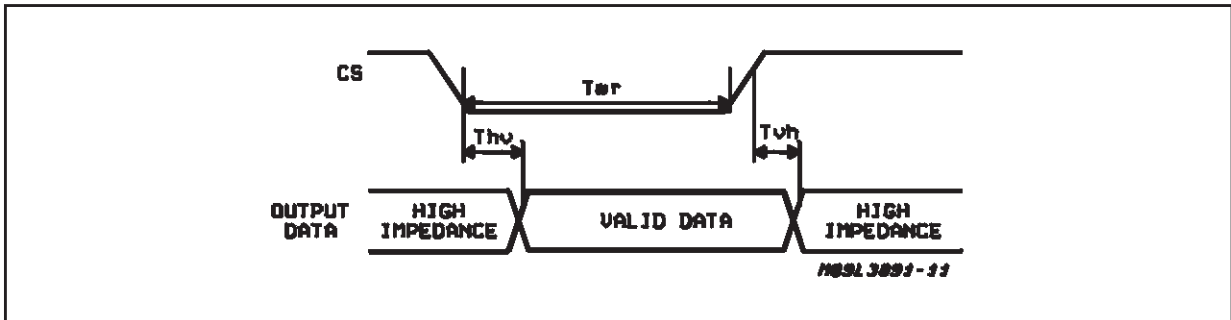 CS
Twr
Thv
Tvh
OUTPUT DATA
HIGH IMPEDANCE
VALID DATA
HIGH IMPEDANCE